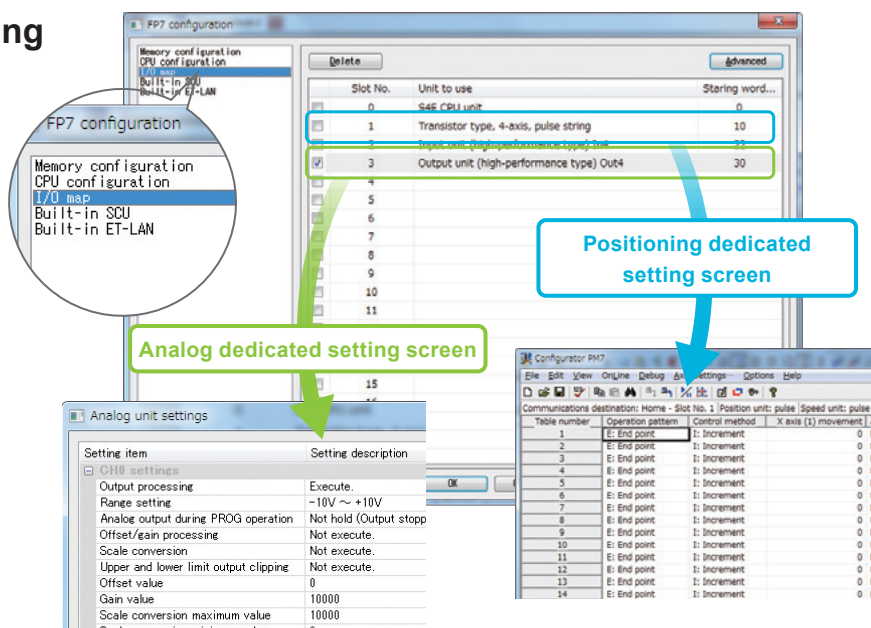 ng
FP7 configuration
Memory configuration
CPU configuration
I/O map
Built-in SCU
Built-in ET-LAN
Delete
Advanced
Slot No. Unit to use Staring word...
0 S4E CPU unit 0
1 Transistor type, 4-axis, pulse string 10
3 Output unit (high-performance type) Out4 30
4
5
6
7
8
9
10
11
15
FP7 configuration
Memory configuration
CPU configuration
I/O map
Built-in SCU
Built-in ET-LAN
Positioning dedicated
setting screen
Analog dedicated setting screen
OK
Analog unit settings
Setting item Setting description
CH0 settings
Output processing Execute.
Range setting -10V ～ +10V
Analog output during PROG operation Not hold (Output stopp
Offset/gain processing Not execute.
Scale conversion Not execute.
Upper and lower limit output clipping Not execute.
Offset value 0
Gain value 10000
Scale conversion maximum value 10000
Configurator PM7
File Edit View OnLine Debug Options Help
Communications destination: Home - Slot No. 1 Position unit: pulse Speed unit: pulse
Table number Operation pattern Control method X axis (1) movement
1 E: End point I: Increment 0
2 E: End point I: Increment 0
3 E: End point I: Increment 0
4 E: End point I: Increment 0
5 E: End point I: Increment 0
6 E: End point I: Increment 0
7 E: End point I: Increment 0
8 E: End point I: Increment 0
9 E: End point I: Increment 0
10 E: End point I: Increment 0
11 E: End point I: Increment 0
12 E: End point I: Increment 0
13 E: End point I: Increment 0
14 E: End point I: Increment 0